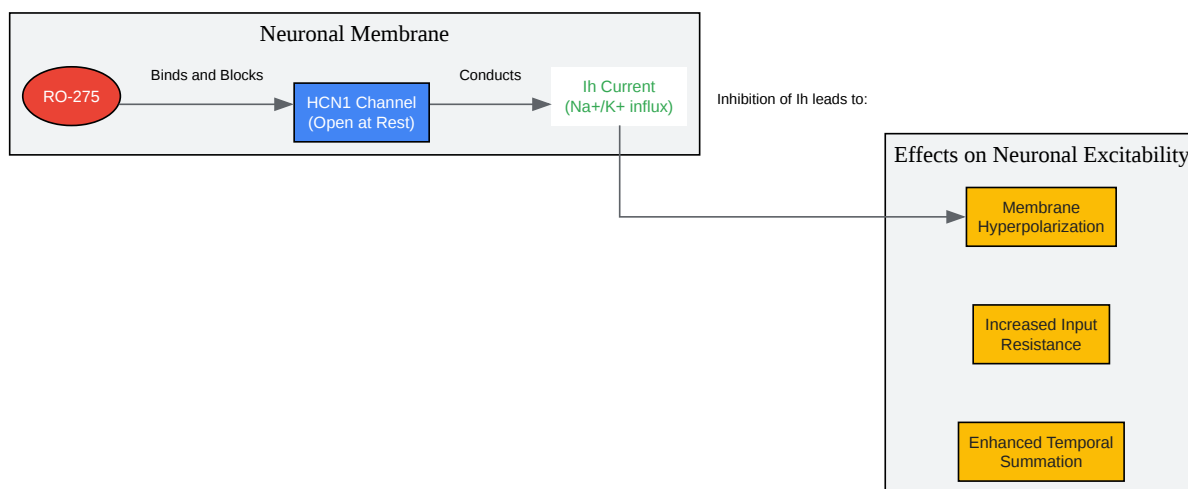 Neuronal Membrane
RO-275
Binds and Blocks
HCN1 Channel
(Open at Rest)
Conducts
Ih Current
(Na+/K+ influx)
Inhibition of Ih leads to:
Effects on Neuronal Excitability
Membrane
Hyperpolarization
Increased Input
Resistance
Enhanced Temporal
Summation